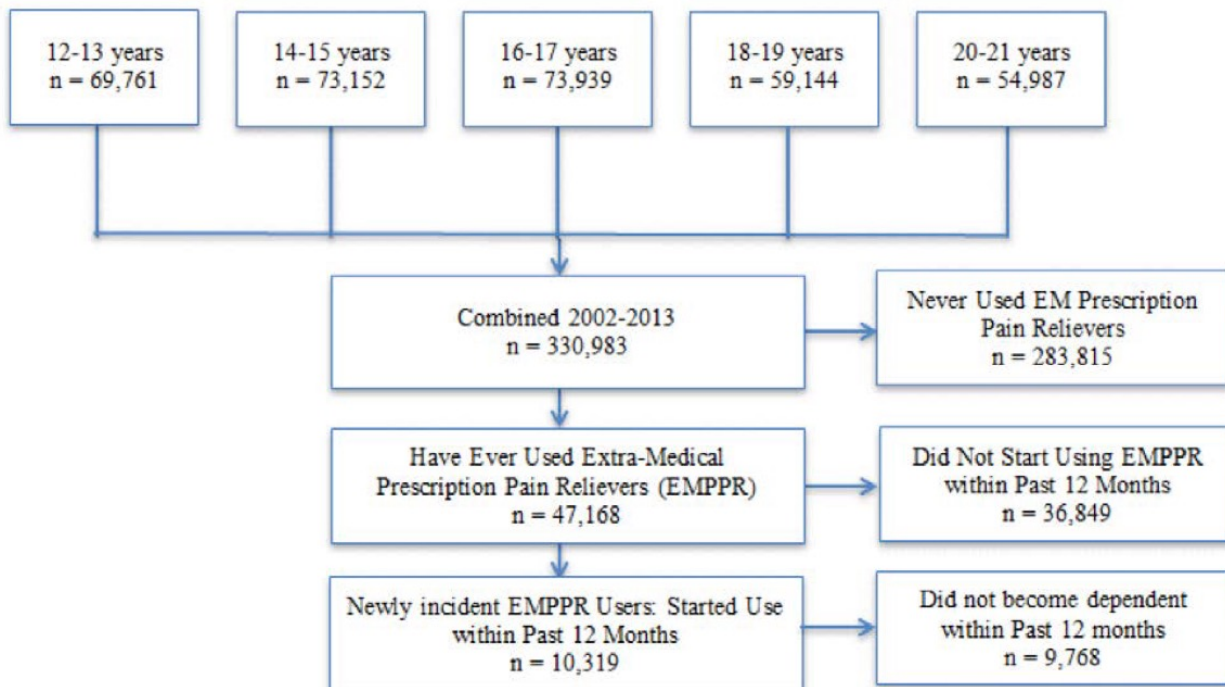 12-13 years
n = 69,761
14-15 years
n = 73,152
16-17 years
n = 73,939
18-19 years
n = 59,144
20-21 years
n = 54,987
Combined 2002-2013
n = 330,983
Never Used EM Prescription
Pain Relievers
n = 283,815
Have Ever Used Extra-Medical
Prescription Pain Relievers (EMPPR)
n = 47,168
Did Not Start Using EMPPR
within Past 12 Months
n = 36,849
Newly incident EMPPR Users: Started Use
within Past 12 Months
n = 10,319
Did not become dependent
within Past 12 months
n = 9,768